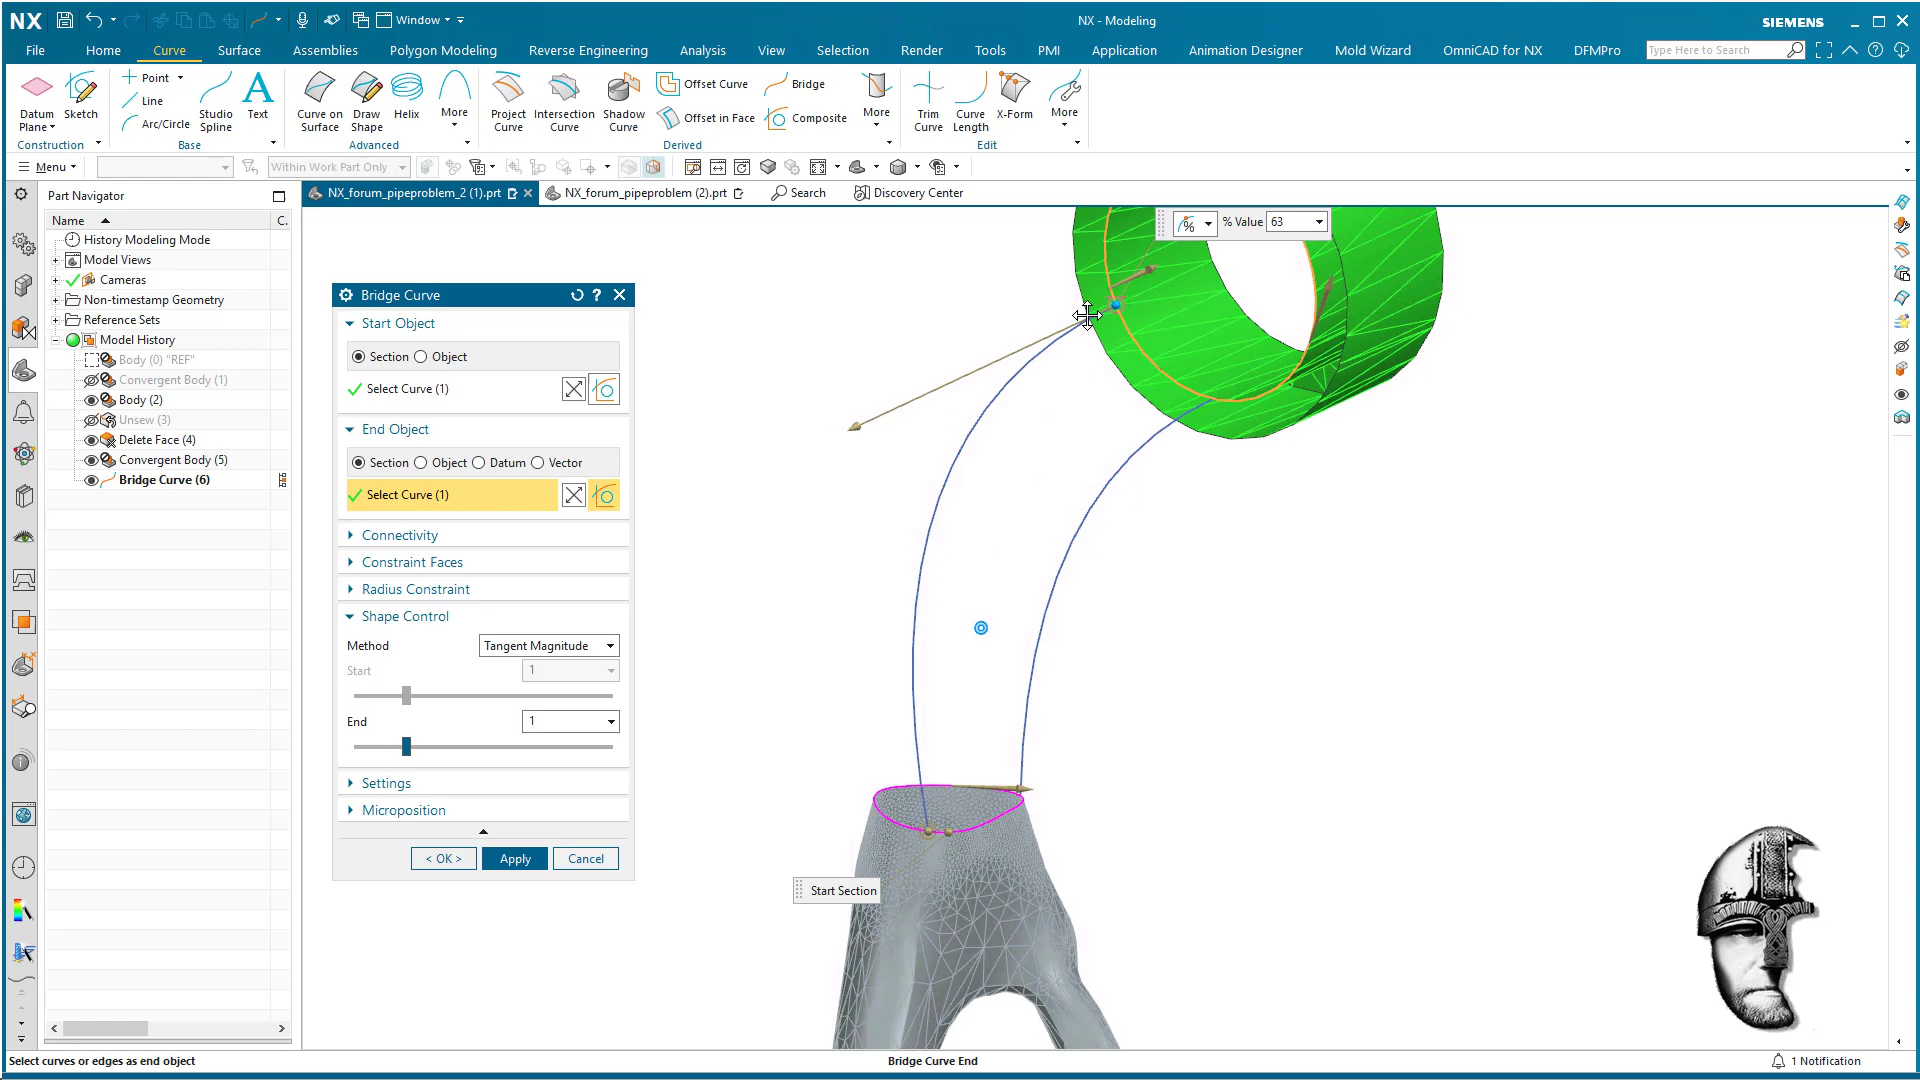 NX
Window
NX - Modeling
SIEMENS
File
Home
Curve
Surface
Assemblies
Polygon Modeling
Reverse Engineering
Analysis
View
Selection
Render
Tools
PMI
Application
Animation Designer
Mold Wizard
OmniCAD for NX
DFMPro
Type Here to Search
Datum
Plane
Sketch
Construction
Point
Line
Arc/Circle
Studio
Spline
Text
Base
Curve on
Surface
Draw
Shape
Helix
More
Advanced
Project
Curve
Intersection
Curve
Shadow
Curve
Offset Curve
Offset in Face
Bridge
Composite
More
Derived
Trim
Curve
Curve
Length
X-Form
More
Edit
Menu
Within Work Part Only
Part Navigator
NX_forum_pipeproblem_2 (1).prt
NX_forum_pipeproblem (2).prt
Search
Discovery Center
Name
C.
History Modeling Mode
Model Views
Cameras
Non-timestamp Geometry
Reference Sets
Model History
Body (0) "REF"
Convergent Body (1)
Body (2)
Unsew (3)
Delete Face (4)
Convergent Body (5)
Bridge Curve (6)
% Value 63
Bridge Curve
Start Object
Section
Object
Select Curve (1)
End Object
Section
Object
Datum
Vector
Select Curve (1)
Connectivity
Constraint Faces
Radius Constraint
Shape Control
Method
Tangent Magnitude
Start
1
End
1
Settings
Microposition
< OK >
Apply
Cancel
Start Section
Select curves or edges as end object
Bridge Curve End
1 Notification